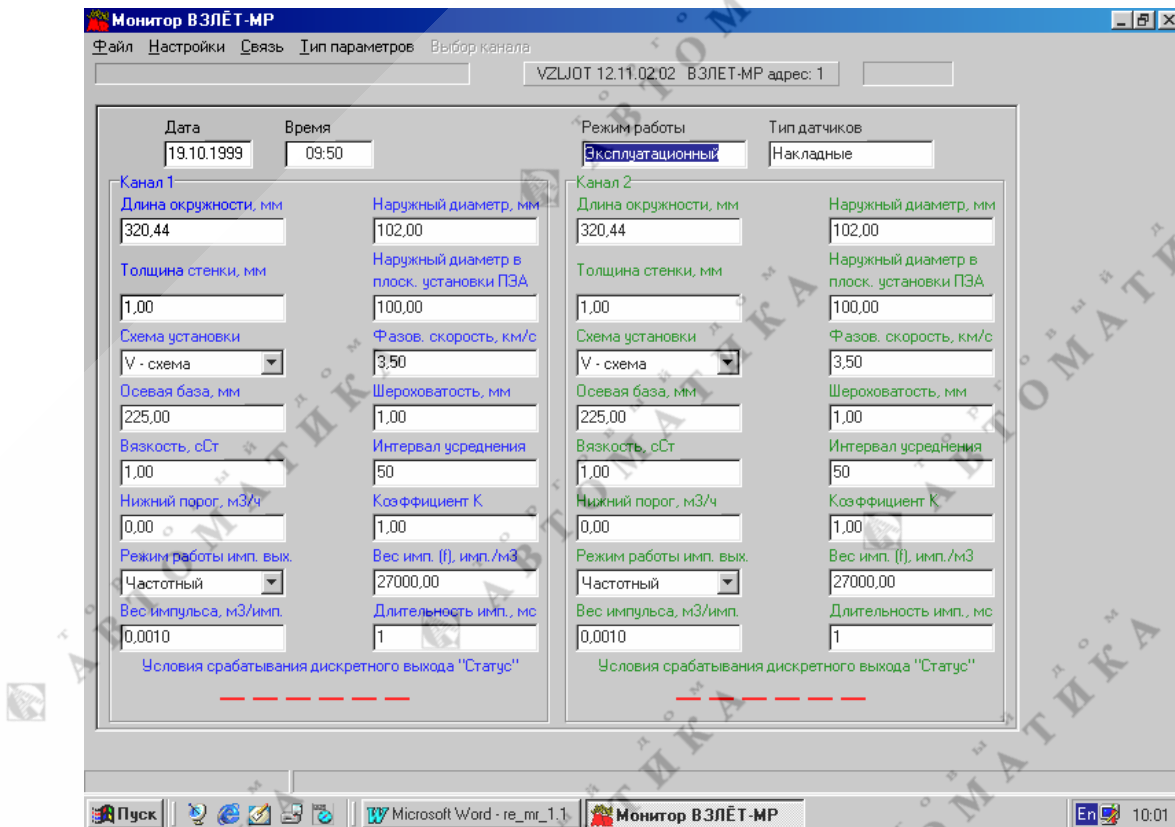 Монитор ВЗЛЁТ-МР
Файл Настройки Связь Тип параметров Выбор канала
VZLJOT 12.11.02.02 ВЗЛЕТ-МР адрес: 1
Дата Время Режим работы Тип датчиков
19.10.1999 09:50 Эксплуатационный Накладные
Канал 1
Длина окружности, мм Наружный диаметр, мм
320,44 102,00
Толщина стенки, мм Наружный диаметр в
плоск. установки ПЭА
1,00 100,00
Схема установки Фазов. скорость, км/с
V - схема 3,50
Осевая база, мм Шероховатость, мм
225,00 1,00
Вязкость, сСт Интервал усреднения
1,00 50
Нижний порог, м3/ч Коэффициент К
0,00 1,00
Режим работы имп. вых. Вес имп. (f), имп./м3
Частотный 27000,00
Вес импульса, м3/имп. Длительность имп., мс
0,0010 1
Условия срабатывания дискретного выхода "Статус"
Канал 2
Длина окружности, мм Наружный диаметр, мм
320,44 102,00
Толщина стенки, мм Наружный диаметр в
плоск. установки ПЭА
1,00 100,00
Схема установки Фазов. скорость, км/с
V - схема 3,50
Осевая база, мм Шероховатость, мм
225,00 1,00
Вязкость, сСт Интервал усреднения
1,00 50
Нижний порог, м3/ч Коэффициент К
0,00 1,00
Режим работы имп. вых. Вес имп. (f), имп./м3
Частотный 27000,00
Вес импульса, м3/имп. Длительность имп., мс
0,0010 1
Условия срабатывания дискретного выхода "Статус"
Пуск Microsoft Word - re_mr_1.1 Монитор ВЗЛЁТ-МР En 10:01